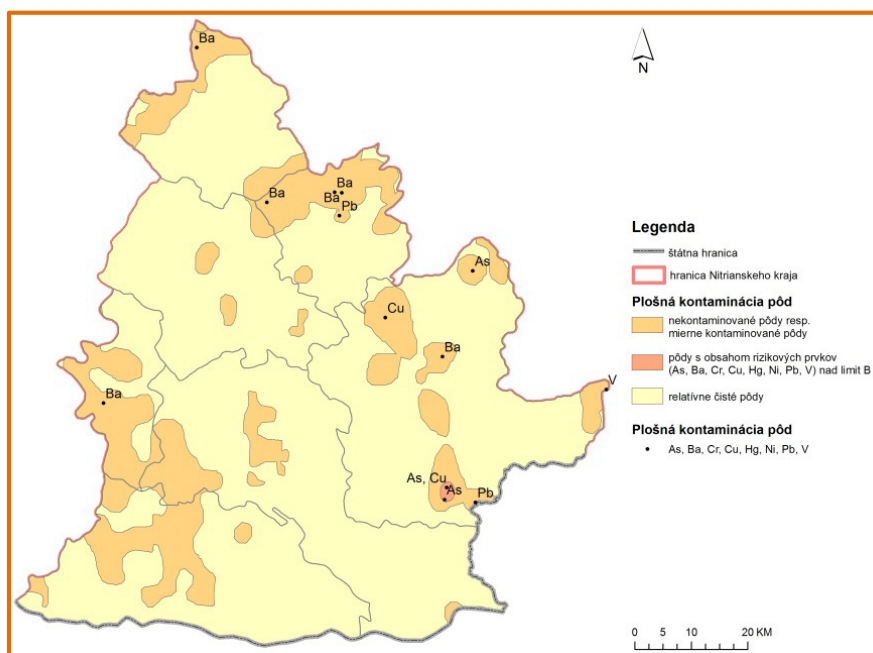 Ba
N
Ba
Ba
Ba
Pb
As
Cu
Ba
V
Ba
As, Cu
As
Pb
Legenda
štátna hranica
hranica Nitrianskeho kraja
Plošná kontaminácia pôd
nekontaminované pôdy resp.
mierne kontaminované pôdy
pôdy s obsahom rizikových prvkov
(As, Ba, Cr, Cu, Hg, Ni, Pb, V) nad limit B
relatívne čisté pôdy
Plošná kontaminácia pôd
As, Ba, Cr, Cu, Hg, Ni, Pb, V
0 5 10 20 KM